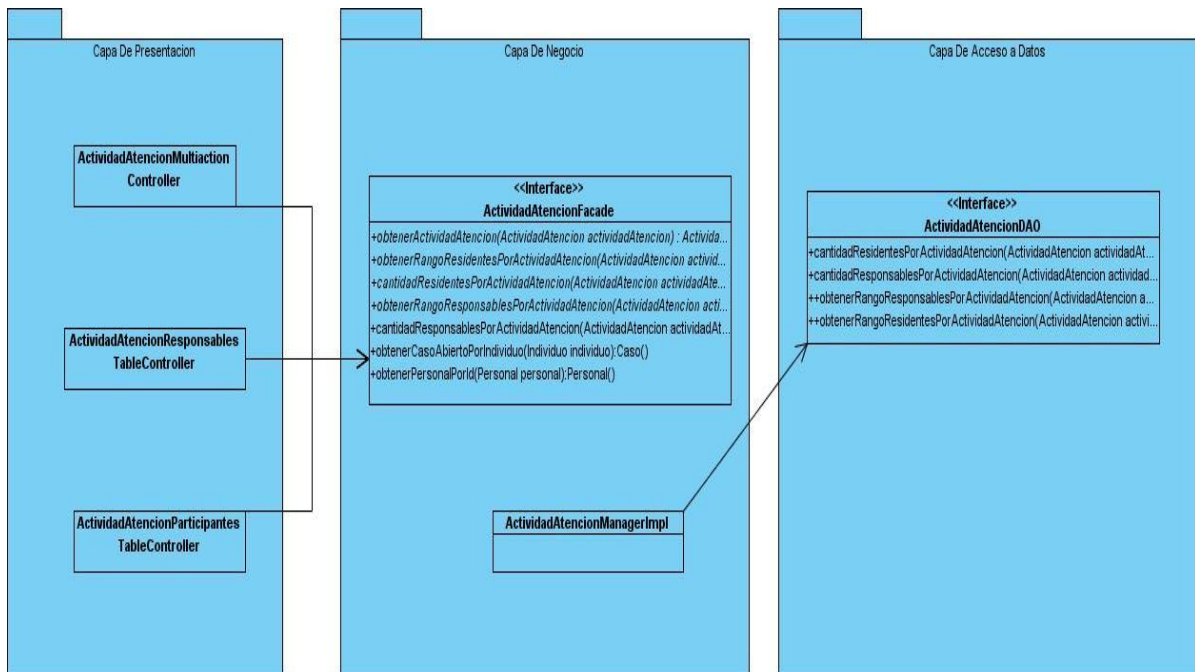 Capa De Presentacion
ActividadAtencionMultiaction
Controller
ActividadAtencionResponsables
TableController
ActividadAtencionParticipantes
TableController
Capa De Negocio
<<Interface>>
ActividadAtencionFacade
+obtenerActividadAtencion(ActividadAtencion actividadAtencion) : Activida...
+obtenerRangoResidentesPorActividadAtencion(ActividadAtencion activid...
+cantidadResidentesPorActividadAtencion(ActividadAtencion actividadAte...
+obtenerRangoResponsablesPorActividadAtencion(ActividadAtencion acti...
+cantidadResponsablesPorActividadAtencion(ActividadAtencion actividadAt...
+obtenerCasoAbiertoPorIndividuo(Individuo individuo):Caso()
+obtenerPersonalPorId(Personal personal):Personal()
ActividadAtencionManagerImpl
Capa De Acceso a Datos
<<Interface>>
ActividadAtencionDAO
+cantidadResidentesPorActividadAtencion(ActividadAtencion actividadAt...
+cantidadResponsablesPorActividadAtencion(ActividadAtencion actividad...
++obtenerRangoResponsablesPorActividadAtencion(ActividadAtencion a...
++obtenerRangoResidentesPorActividadAtencion(ActividadAtencion activi...